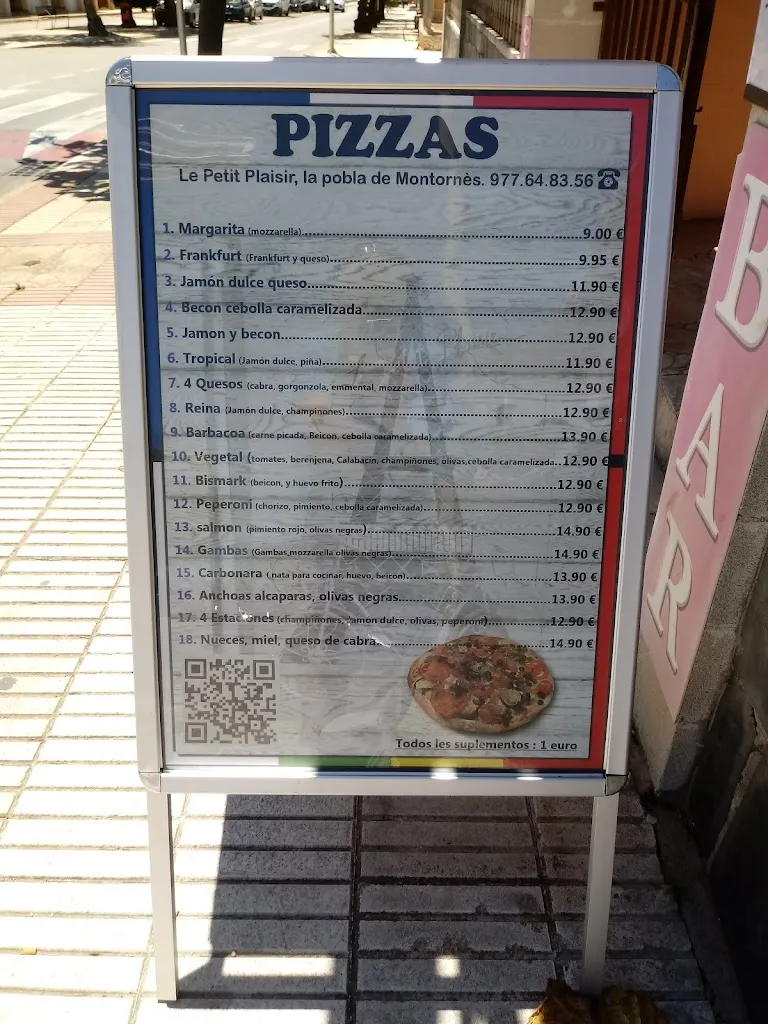 PIZZAS
Le Petit Plaisir, la pobla de Montornès. 977.64.83.56
1. Margarita (mozzarella)....................9.00 €
2. Frankfurt (Frankfurt y queso)....................9.95 €
3. Jamón dulce queso....................11.90 €
4. Becon cebolla caramelizada....................12.90 €
5. Jamon y becon....................12.90 €
6. Tropical (Jamón dulce, piña)....................11.90 €
7. 4 Quesos (cabra, gorgonzola, emmental, mozzarella)....................12.90 €
8. Reina (Jamón dulce, champinones)....................12.90 €
9. Barbacoa (carne picada, Beicon, cebolla caramelizada)....................13.90 €
10. Vegetal (tomates, berenjena, Calabacin, champiñones, olivas,cebolla caramelizada..12.90 €
11. Bismark (beicon, y huevo frito)....................12.90 €
12. Peperoni (chorizo, pimiento, cebolla caramelizada)....................12.90 €
13. salmon (pimiento rojo, olivas negras)....................14.90 €
14. Gambas (Gambas,mozzarella olivas negras)....................14.90 €
15. Carbonara ( nata para cocinar, huevo, beicon)....................13.90 €
16. Anchoas alcaparas, olivas negras....................13.90 €
17. 4 Estaciones (champiñones, Jamón dulce, olivas, peperoni)....................12.90 €
18. Nueces, miel, queso de cabra....................14.90 €
Todos les suplementos : 1 euro
BAR